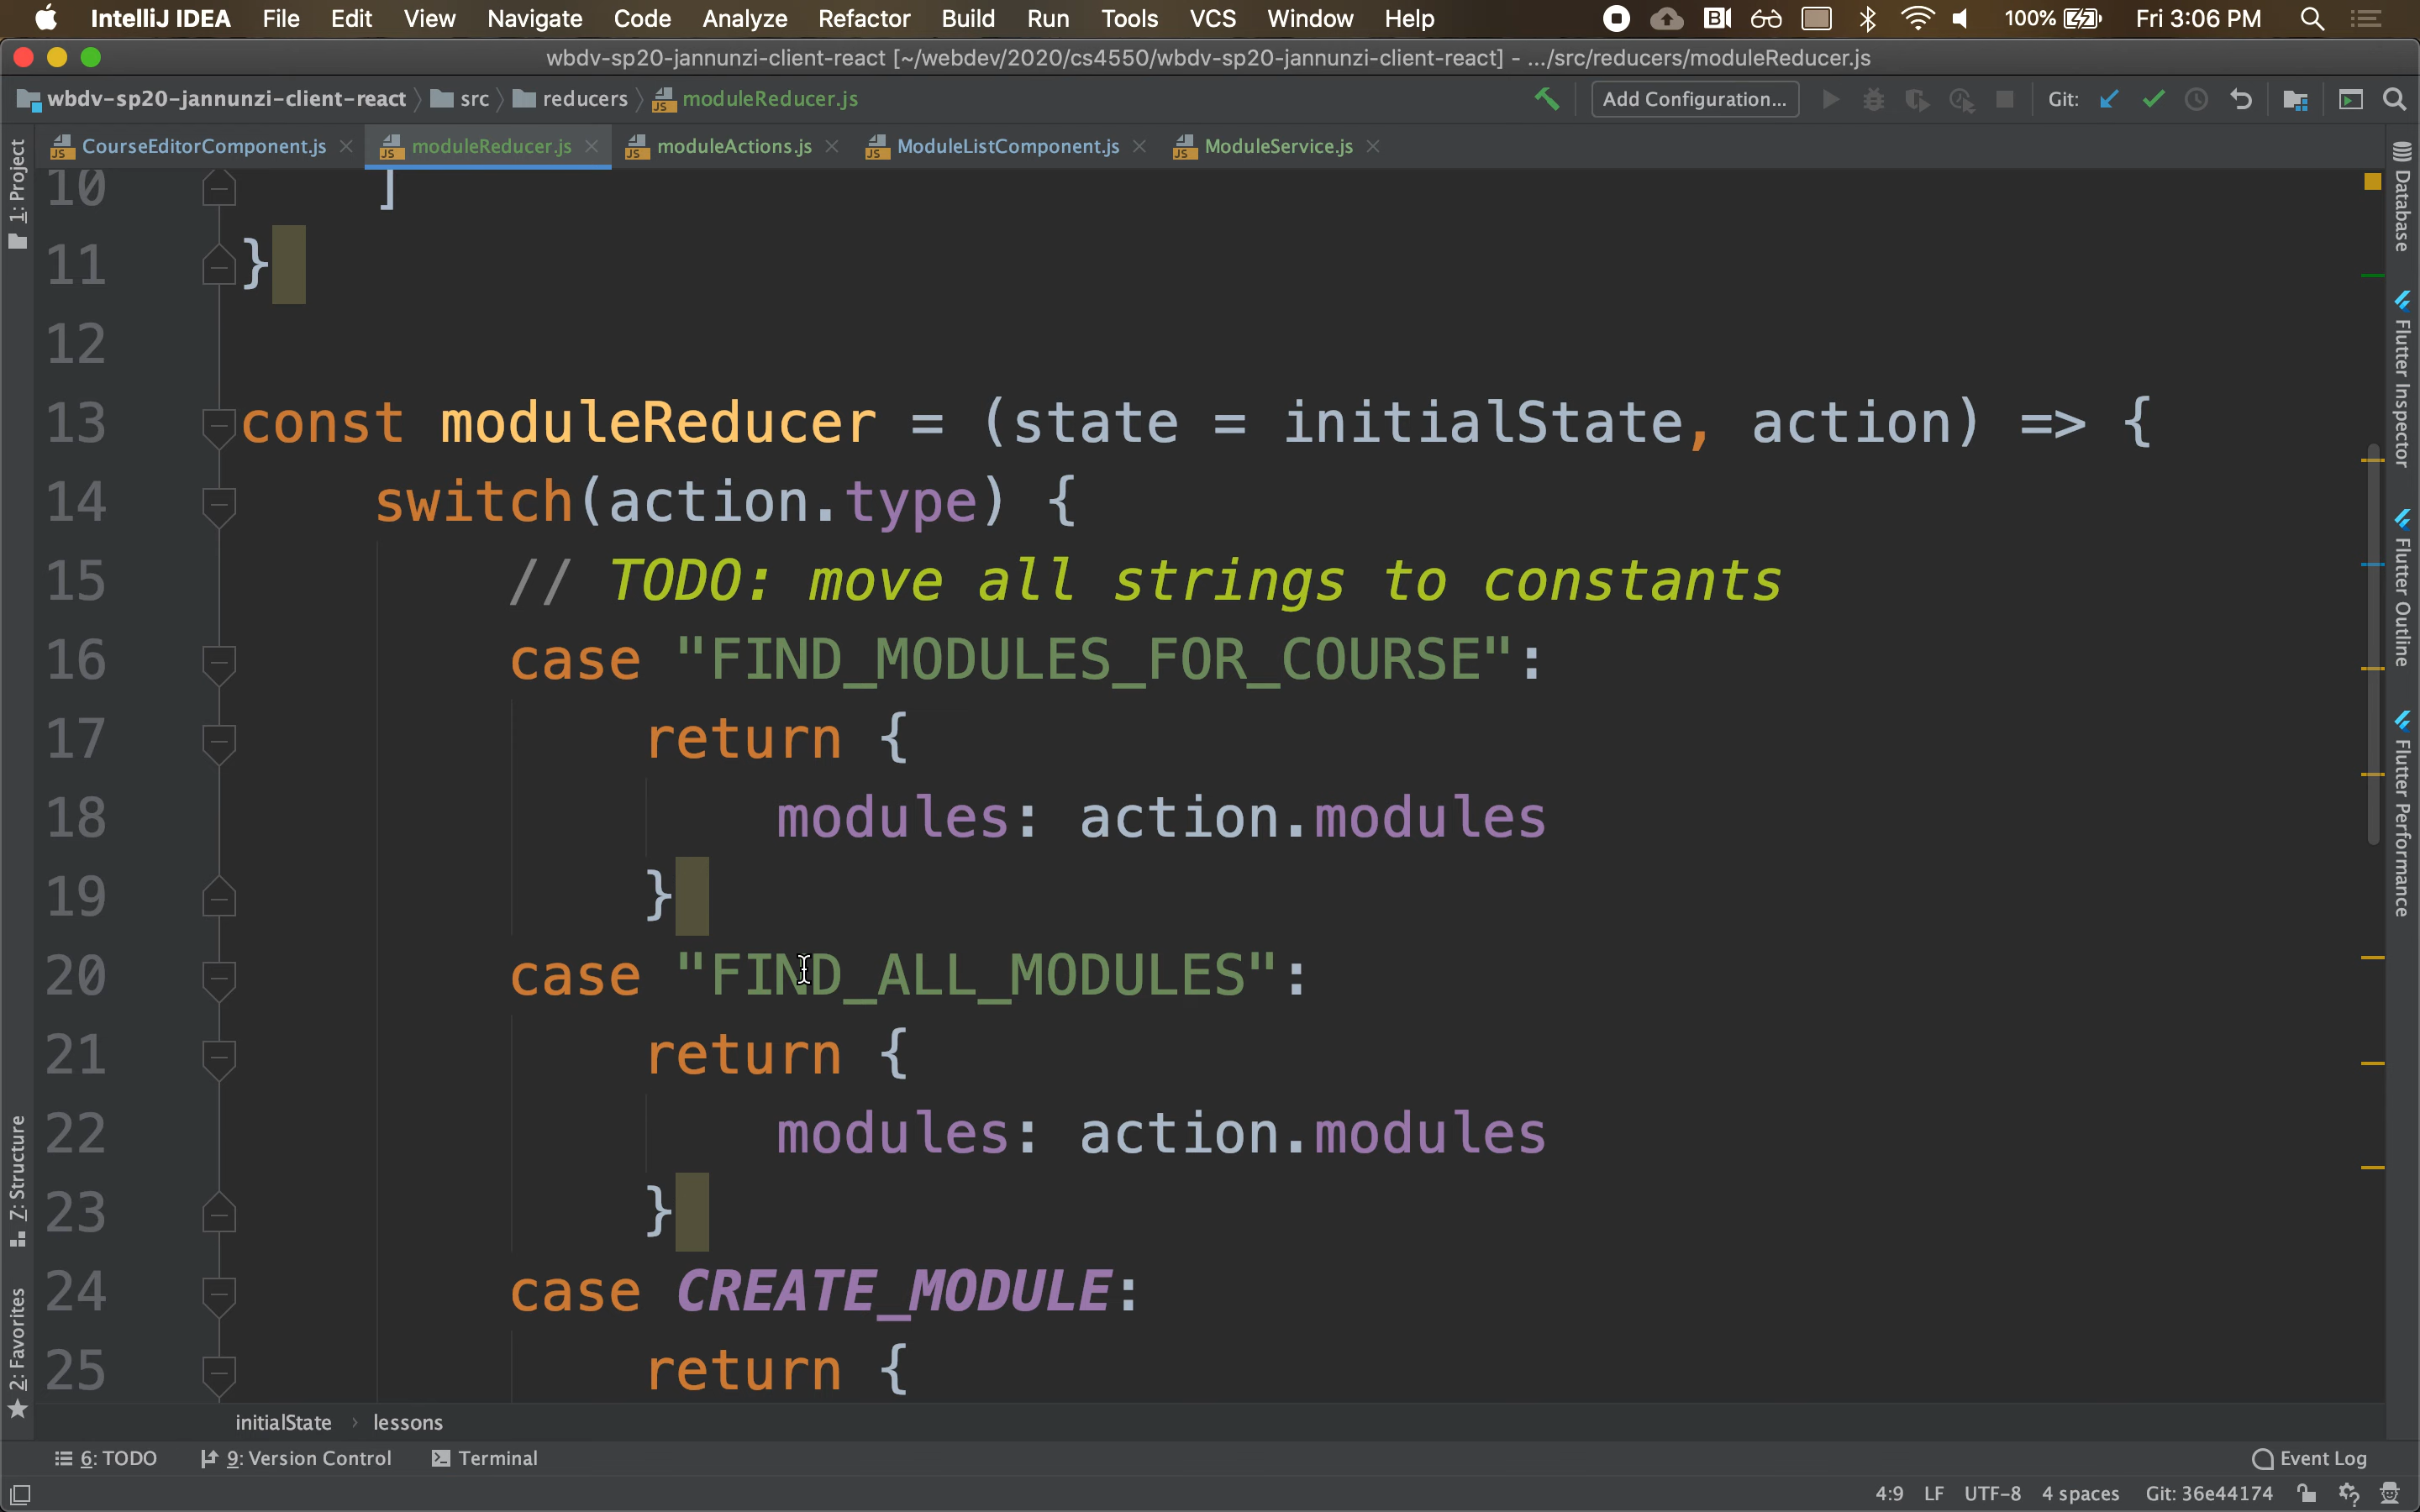 IntelliJ IDEA File Edit View Navigate Code Analyze Refactor Build Run Tools VCS Window Help 100% Fri 3:06 PM
wbdv-sp20-jannunzi-client-react [~/webdev/2020/cs4550/wbdv-sp20-jannunzi-client-react] - .../src/reducers/moduleReducer.js
wbdv-sp20-jannunzi-client-react src reducers moduleReducer.js Add Configuration... Git:
CourseEditorComponent.js moduleReducer.js moduleActions.js ModuleListComponent.js ModuleService.js
1: Project
7: Structure
2: Favorites
10 ]
11 }
12
13 const moduleReducer = (state = initialState, action) => {
14 switch(action.type) {
15 // TODO: move all strings to constants
16 case "FIND_MODULES_FOR_COURSE":
17 return {
18 modules: action.modules
19 }
20 case "FIND_ALL_MODULES":
21 return {
22 modules: action.modules
23 }
24 case CREATE_MODULE:
25 return {
Database
Flutter Inspector
Flutter Outline
Flutter Performance
initialState › lessons
6: TODO 9: Version Control Terminal Event Log
4:9 LF UTF-8 4 spaces Git: 36e44174